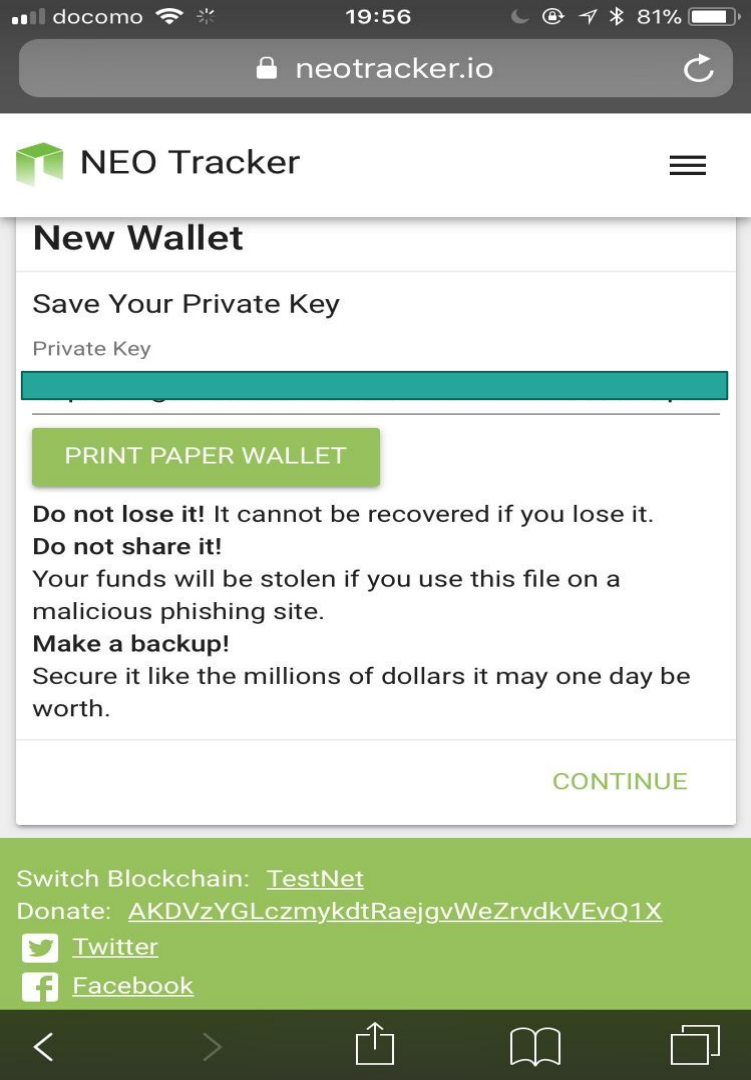 docomo 19:56 81%
neotracker.io
NEO Tracker
New Wallet
Save Your Private Key
Private Key
PRINT PAPER WALLET
Do not lose it! It cannot be recovered if you lose it.
Do not share it!
Your funds will be stolen if you use this file on a
malicious phishing site.
Make a backup!
Secure it like the millions of dollars it may one day be
worth.
CONTINUE
Switch Blockchain: TestNet
Donate: AKDVzYGLczmykdtRaejgvWeZrvdkVEvQ1X
Twitter
Facebook